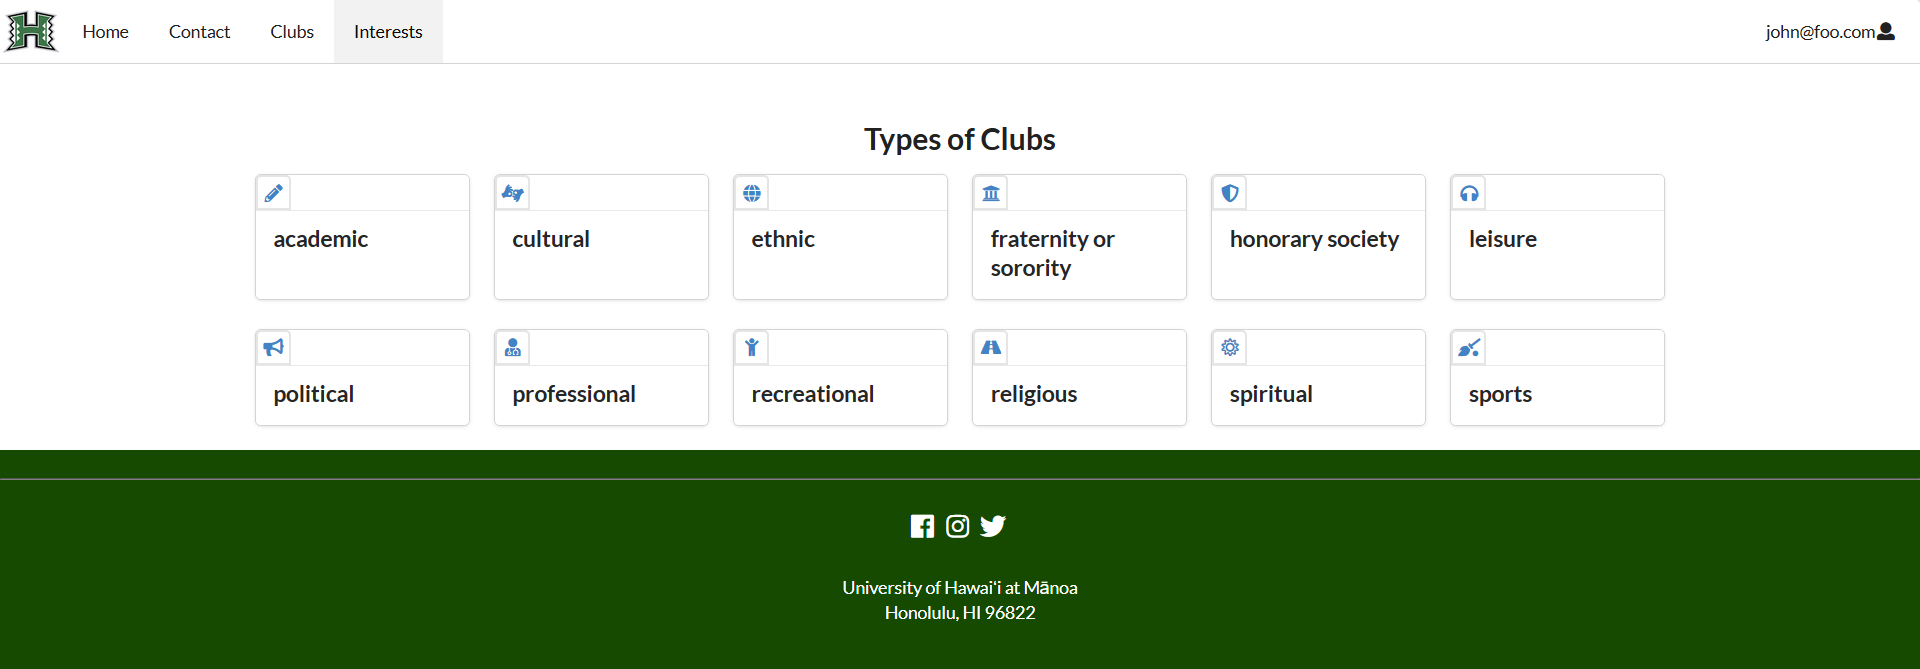 H
Home Contact Clubs Interests john@foo.com
Types of Clubs
academic cultural ethnic fraternity or honorary society leisure
sorority
political professional recreational religious spiritual sports
University of Hawaiʻi at Mānoa
Honolulu, HI 96822